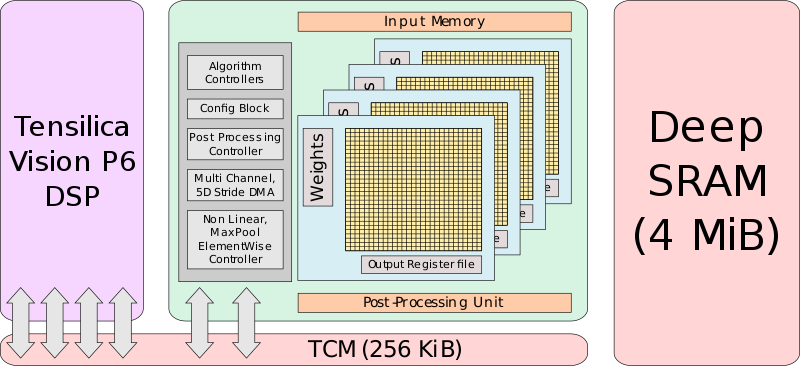 Tensilica
Vision P6
DSP
Input Memory
Algorithm
Controllers
Config Block
Post Processing
Controller
Multi Channel,
5D Stride DMA
Non Linear,
MaxPool
ElementWise
Controller
s
s
s
Weights
e
e
e
Output Register file
Post-Processing Unit
TCM (256 KiB)
Deep
SRAM
(4 MiB)